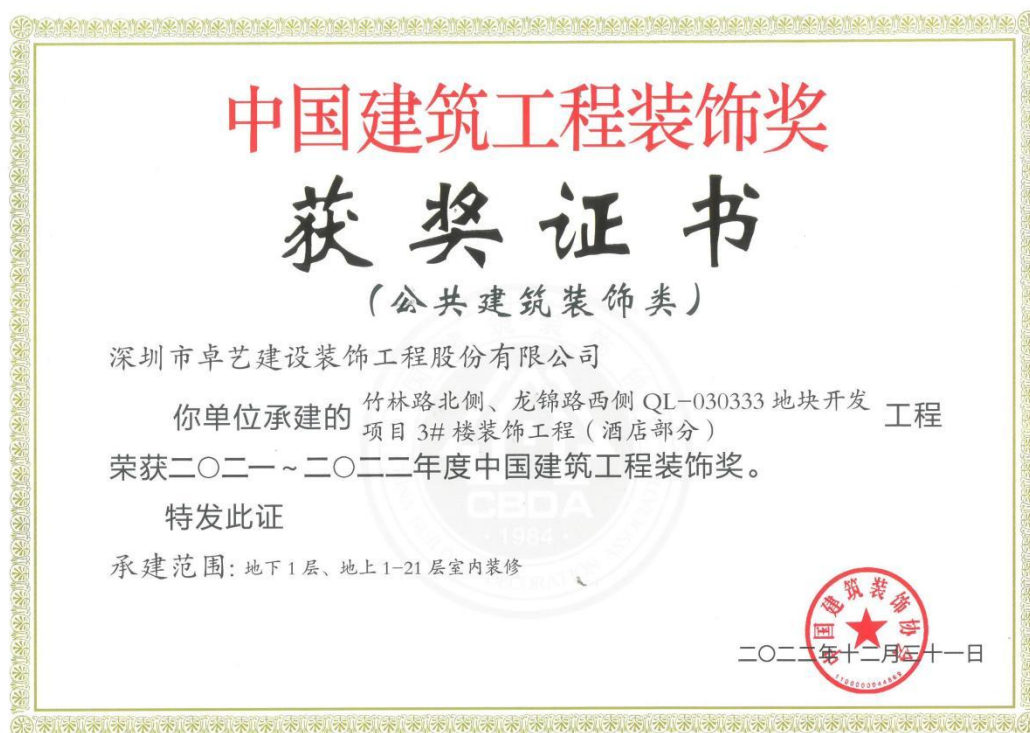 中国建筑工程装饰奖
获奖证书
(公共建筑装饰类)
深圳市卓艺建设装饰工程股份有限公司
你单位承建的 竹林路北侧、龙锦路西侧 QL-030333 地块开发 工程
项目 3# 楼装饰工程(酒店部分)
荣获二〇二一~二〇二二年度中国建筑工程装饰奖。
CBDA
特发此证
·1984·
承建范围: 地下 1 层、地上 1-21 层室内装修
中国建筑装饰协会
二〇二二年十二月三十一日